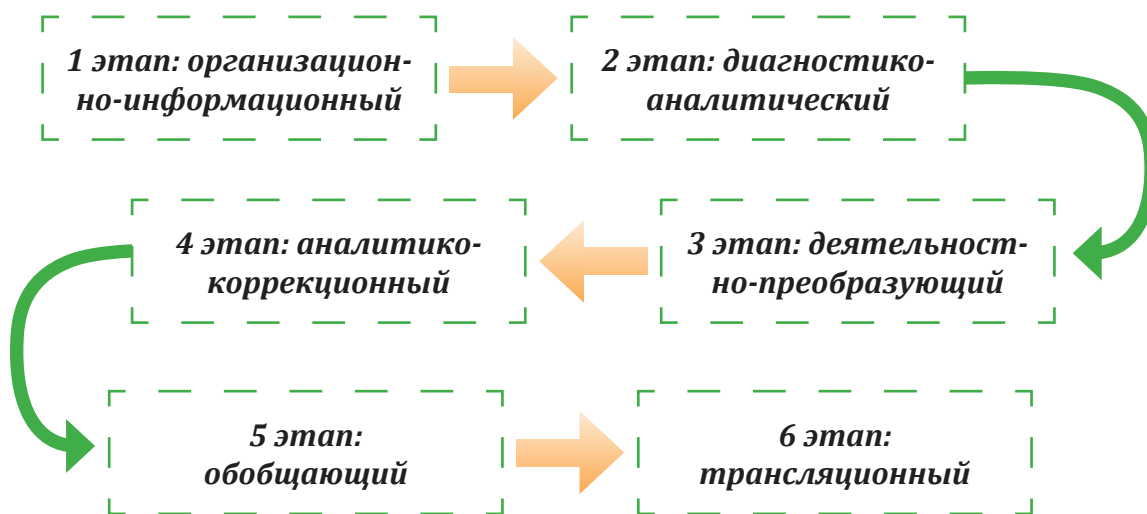 1 этап: организацион-
но-информационный
2 этап: диагностико-
аналитический
3 этап: деятельност-
но-преобразующий
4 этап: аналитико-
коррекционный
5 этап:
обобщающий
6 этап:
трансляционный